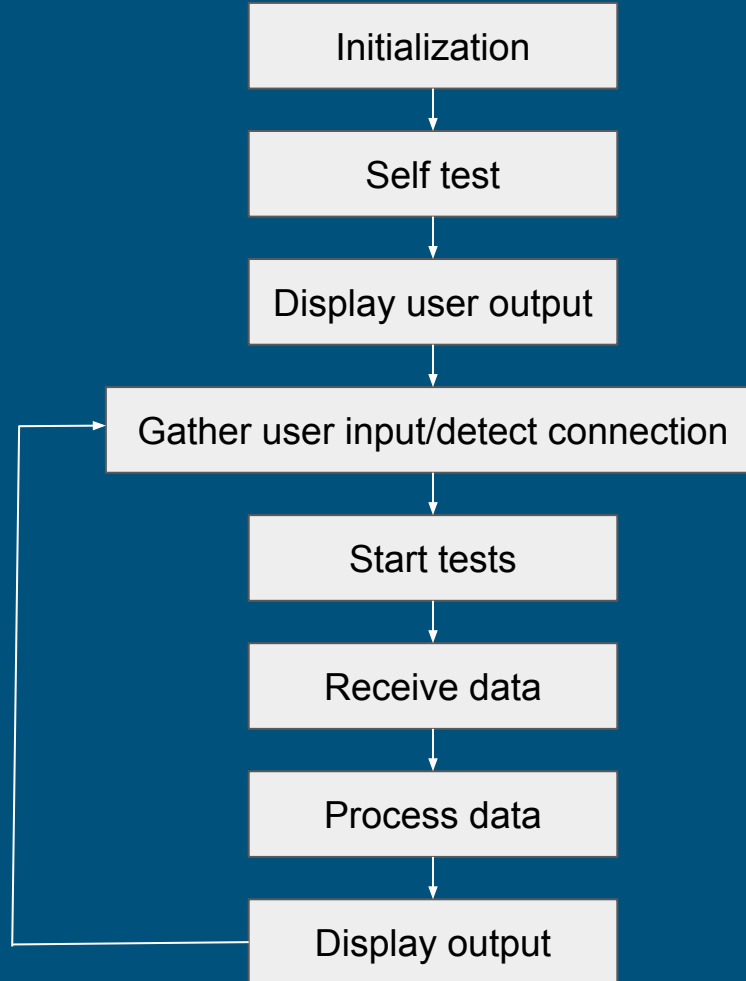 Initialization
Self test
Display user output
Gather user input/detect connection
Start tests
Receive data
Process data
Display output